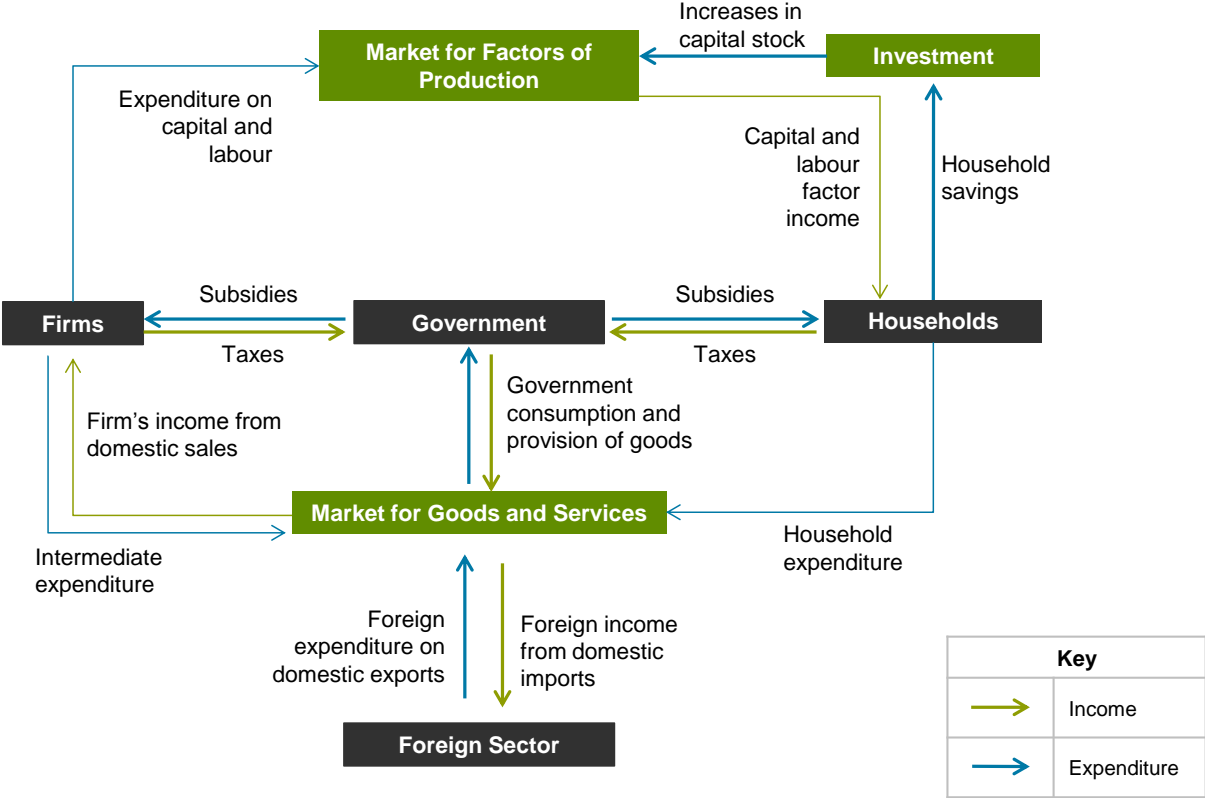 Increases in
capital stock
Market for Factors of
Production
Investment
Expenditure on
capital and
labour
Capital and
labour
factor
income
Household
savings
Subsidies
Subsidies
Firms
Government
Households
Taxes
Taxes
Government
consumption and
provision of goods
Firm’s income from
domestic sales
Market for Goods and Services
Intermediate
expenditure
Household
expenditure
Foreign
expenditure on
domestic exports
Foreign income
from domestic
imports
Foreign Sector
Key
Income
Expenditure